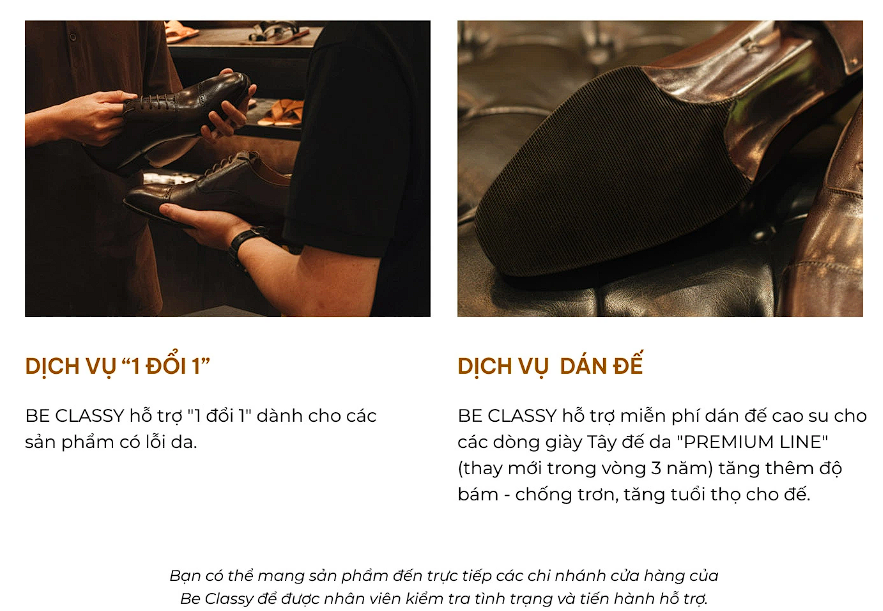 DỊCH VỤ “1 ĐỔI 1”
BE CLASSY hỗ trợ "1 đổi 1" dành cho các
sản phẩm có lỗi da.
DỊCH VỤ DÁN ĐẾ
BE CLASSY hỗ trợ miễn phí dán đế cao su cho
các dòng giày Tây đế da "PREMIUM LINE"
(thay mới trong vòng 3 năm) tăng thêm độ
bám - chống trơn, tăng tuổi thọ cho đế.
Bạn có thể mang sản phẩm đến trực tiếp các chi nhánh cửa hàng của
Be Classy để được nhân viên kiểm tra tình trạng và tiến hành hỗ trợ.